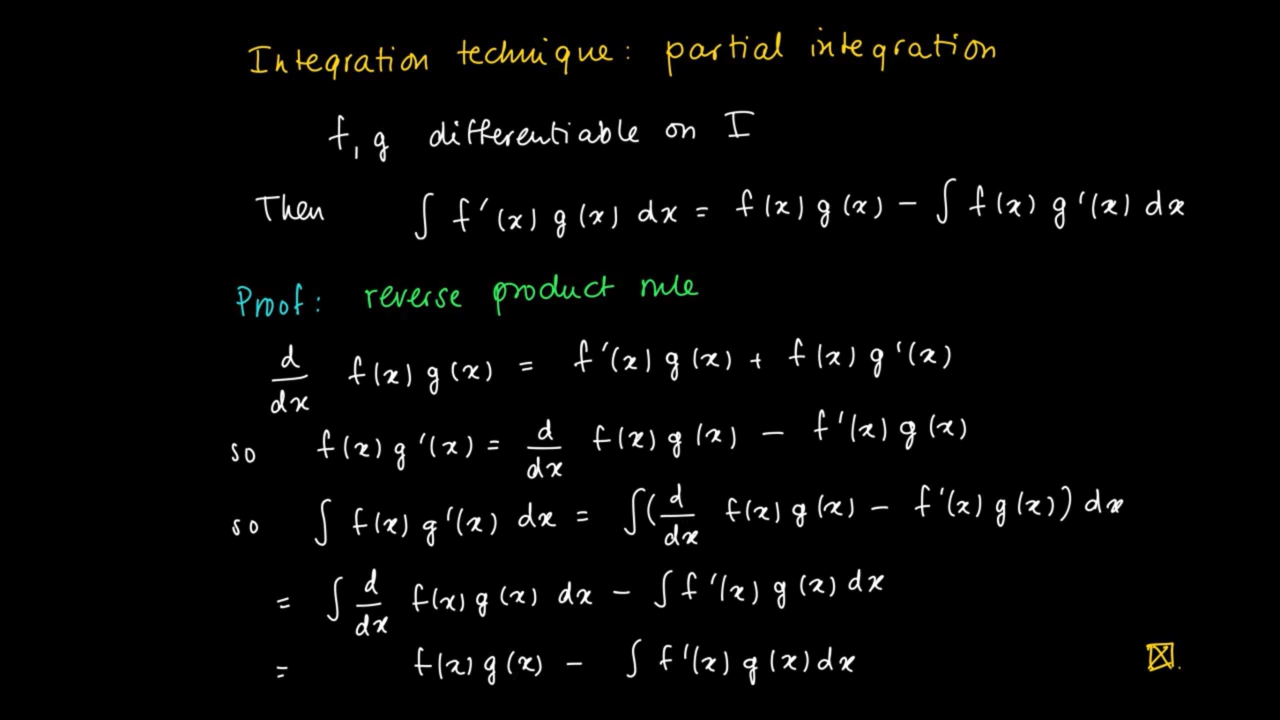 Integration technique: partial integration
f, g differentiable on I
Then ∫ f'(x) g(x) dx = f(x) g(x) − ∫ f(x) g'(x) dx
Proof: reverse product rule
d/dx f(x) g(x) = f'(x) g(x) + f(x) g'(x)
so f(x) g'(x) = d/dx f(x) g(x) − f'(x) g(x)
so ∫ f(x) g'(x) dx = ∫(d/dx f(x) g(x) − f'(x) g(x)) dx
= ∫ d/dx f(x) g(x) dx − ∫ f'(x) g(x) dx
= f(x) g(x) − ∫ f'(x) g(x) dx ☒.